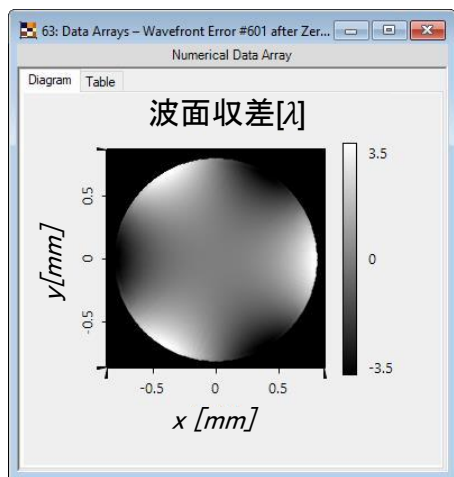 63: Data Arrays – Wavefront Error #601 after Zer...
Numerical Data Array
Diagram Table
波面収差[λ]
3.5
0
-3.5
y[mm]
0.5
0
-0.5
-0.5 0 0.5
x [mm]